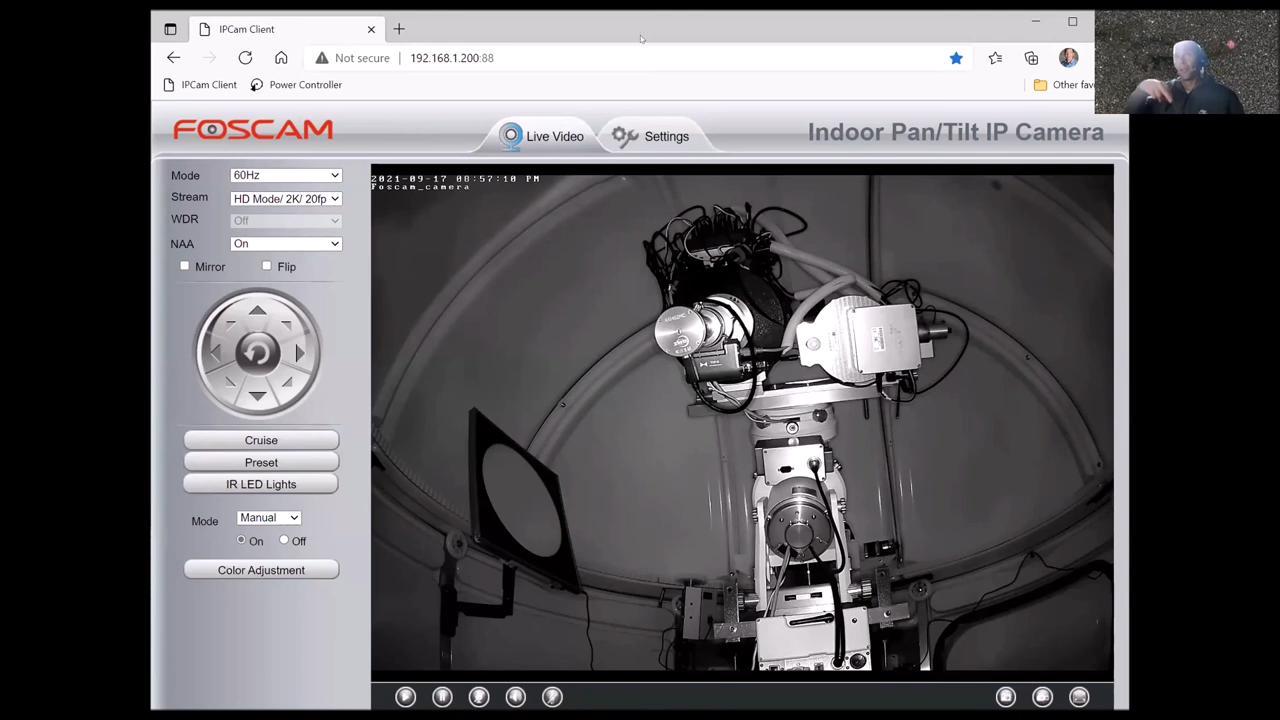 IPCam Client
Not secure
192.168.1.200:88
IPCam Client
Power Controller
Other fav
FOSCAM
Live Video
Settings
Indoor Pan/Tilt IP Camera
Mode
60Hz
Stream
HD Mode/ 2K/ 20fp
WDR
Off
NAA
On
Mirror
Flip
Cruise
Preset
IR LED Lights
Mode
Manual
On
Off
Color Adjustment
2021-09-17 08:57:10 PM
Foscam_camera